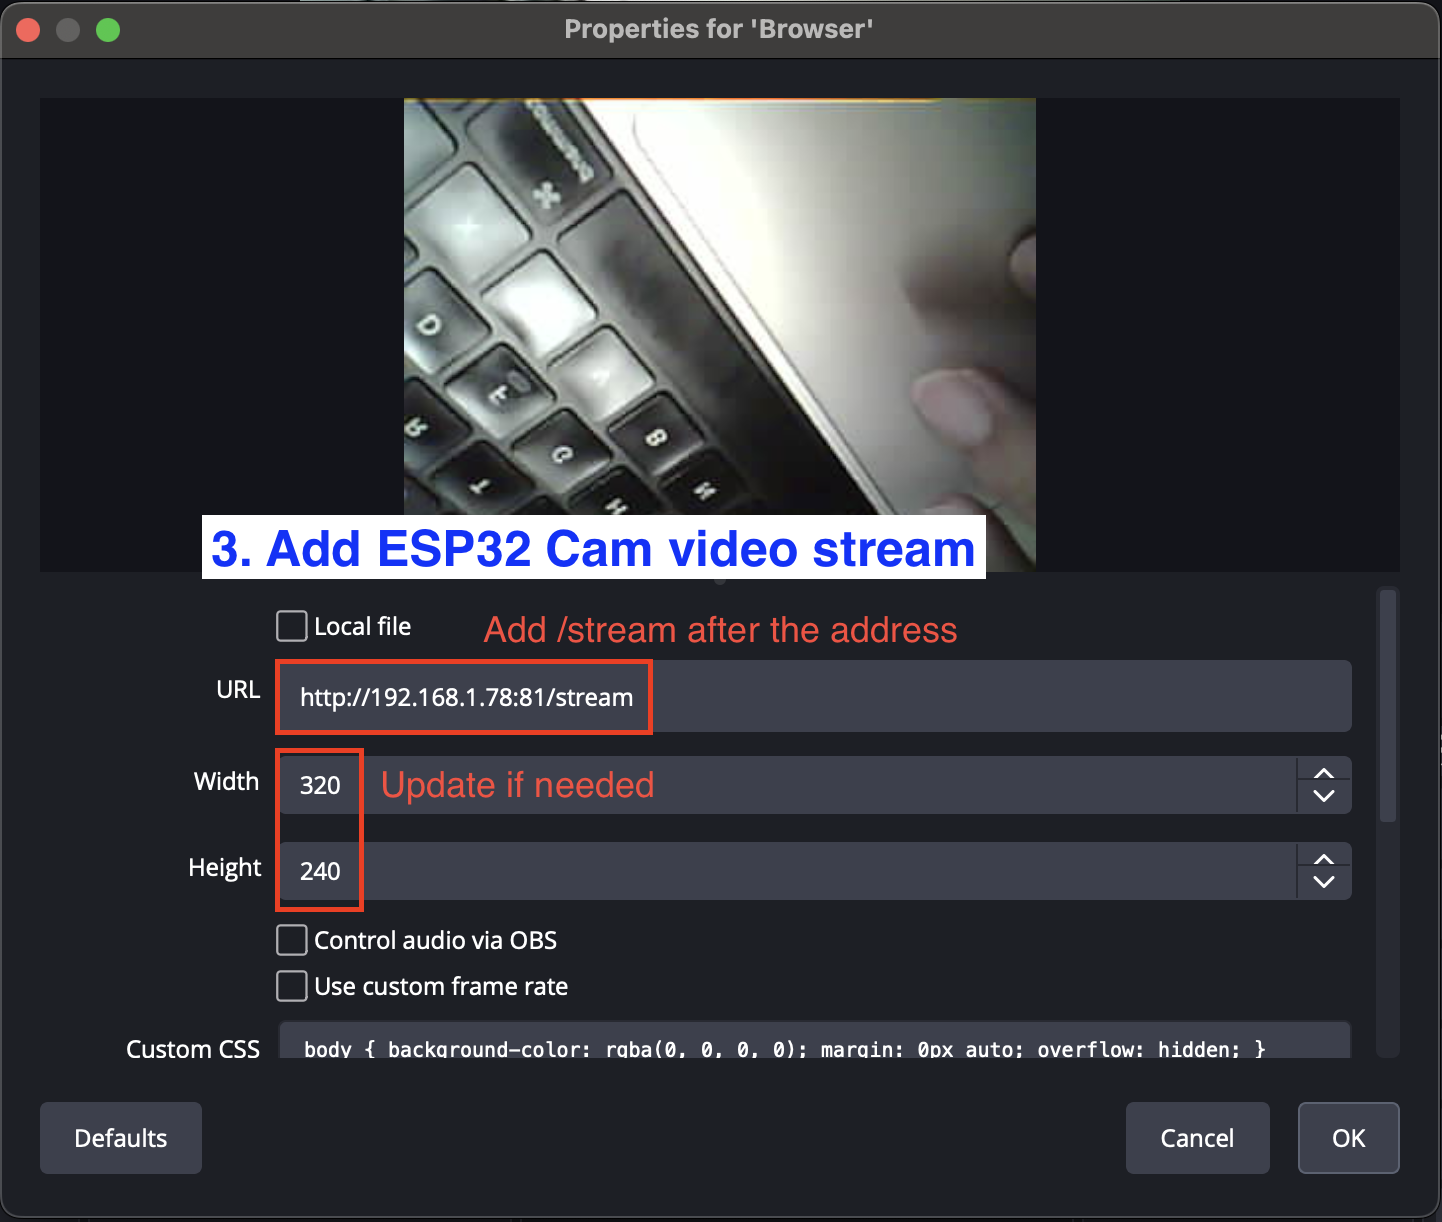 Properties for 'Browser'
command
⌘
D
F
R
G
B
T
H
N
3. Add ESP32 Cam video stream
Local file
Add /stream after the address
URL
http://192.168.1.78:81/stream
Width
320
Update if needed
Height
240
Control audio via OBS
Use custom frame rate
Custom CSS
body { background-color: rgba(0, 0, 0, 0); margin: 0px auto; overflow: hidden; }
Defaults
Cancel
OK